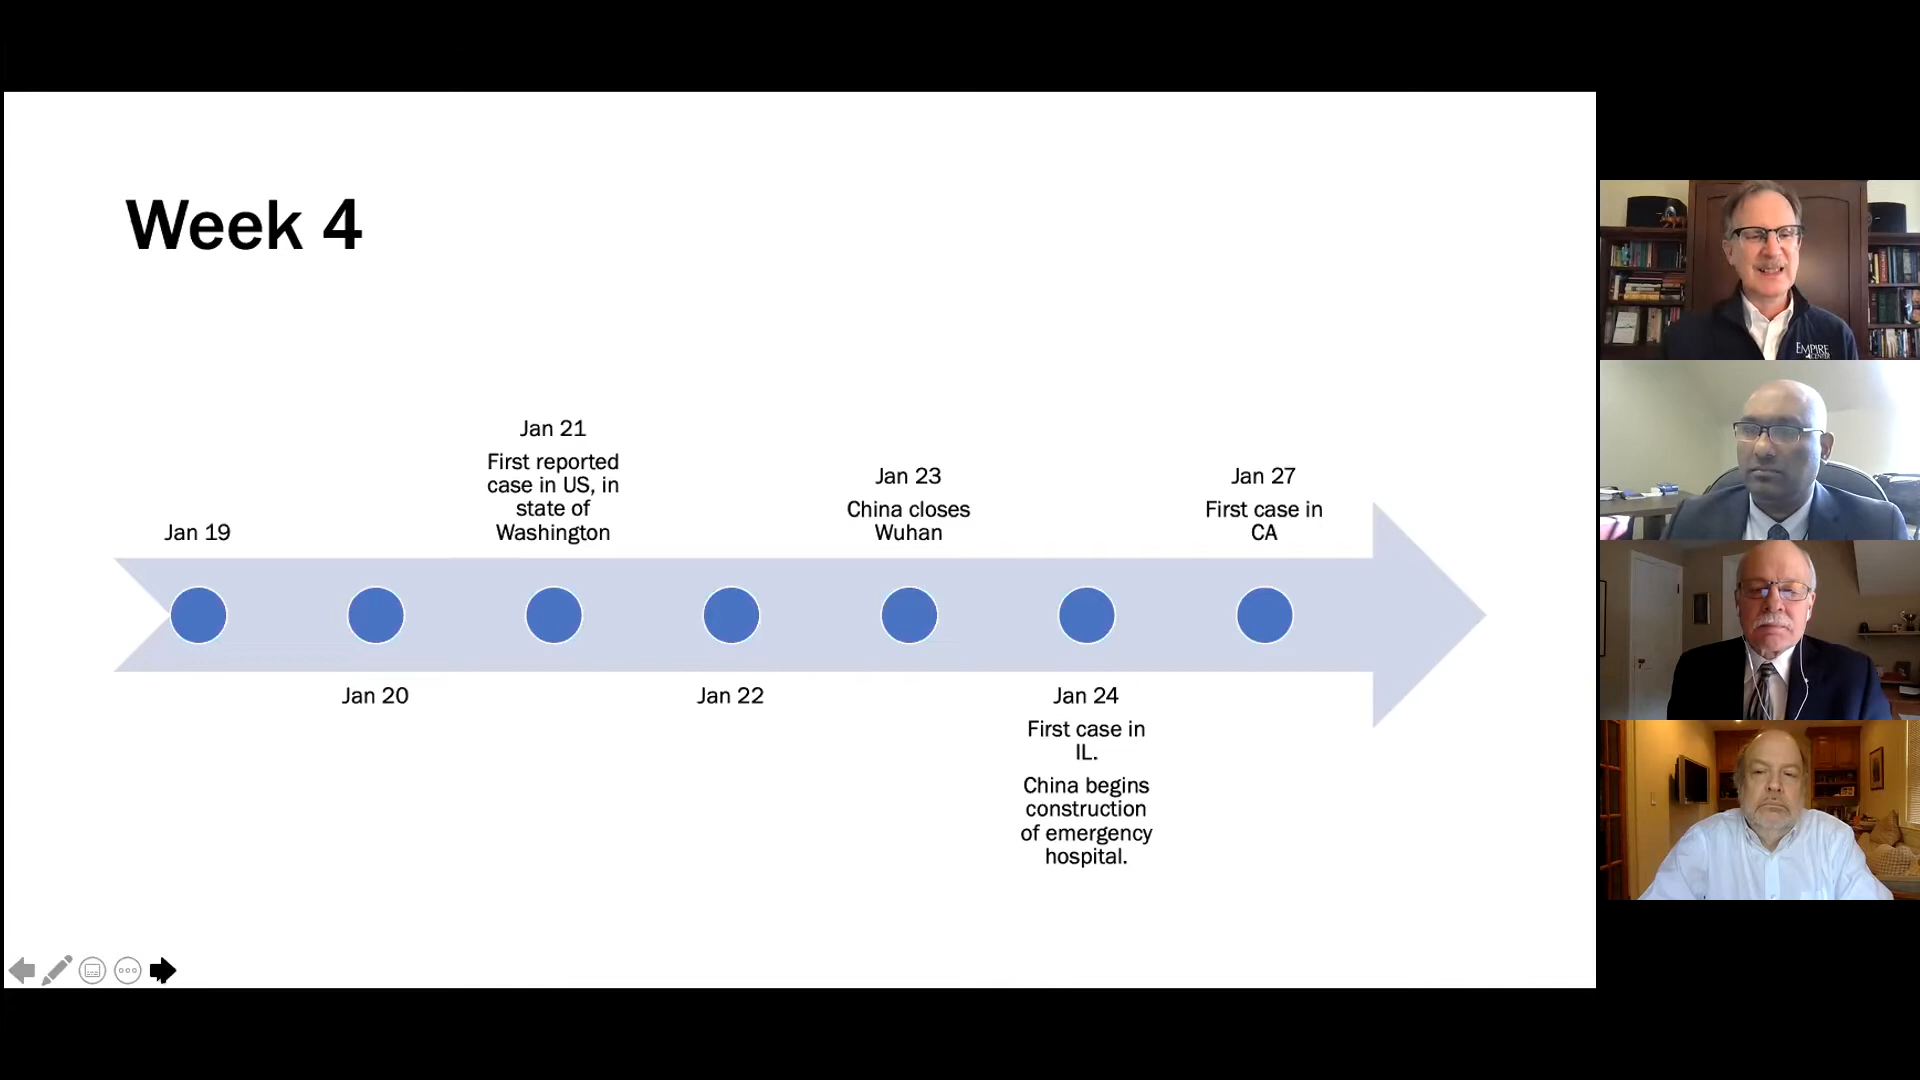 Week 4
Jan 19
Jan 20
Jan 21
First reported
case in US, in
state of
Washington
Jan 22
Jan 23
China closes
Wuhan
Jan 24
First case in
IL.
China begins
construction
of emergency
hospital.
Jan 27
First case in
CA
EMPIRE
CENTER